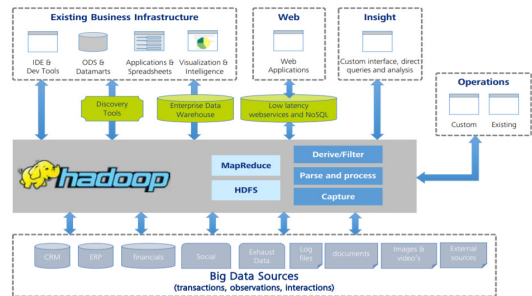 Existing Business Infrastructure
Web
Insight
IDE &
Dev Tools
ODS &
Datamarts
Applications &
Spreadsheets
Visualization &
Intelligence
Web
Applications
Custom interface, direct
queries and analysis
Operations
Custom
Existing
Discovery
Tools
Enterprise Data
Warehouse
Low latency
webservices and NoSQL
hadoop
MapReduce
HDFS
Derive/Filter
Parse and process
Capture
CRM
ERP
financials
Social
Exhaust
Data
Log
files
documents
Images &
video's
External
sources
Big Data Sources
(transactions, observations, interactions)